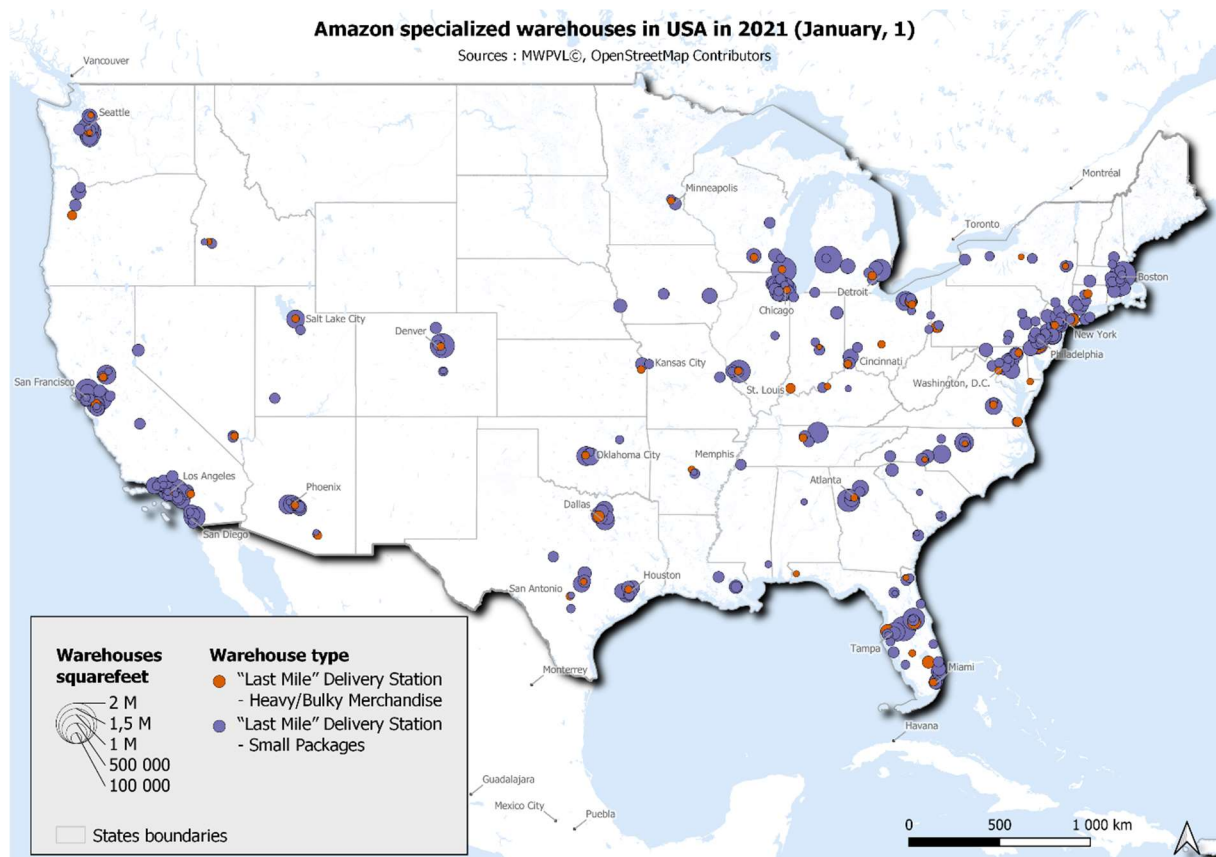 Amazon specialized warehouses in USA in 2021 (January, 1)
Sources : MWPVL©, OpenStreetMap Contributors
Vancouver
Seattle
Minneapolis
Montréal
Toronto
Boston
Detroit
Chicago
New York
Philadelphia
Salt Lake City
Denver
Kansas City
Cincinnati
Washington, D.C.
San Francisco
St. Louis
Oklahoma City
Memphis
Los Angeles
Phoenix
Atlanta
Dallas
San Diego
San Antonio
Houston
Tampa
Miami
Monterrey
Havana
Guadalajara
Mexico City
Puebla
Warehouses
squarefeet
2 M
1,5 M
1 M
500 000
100 000
Warehouse type
“Last Mile” Delivery Station
- Heavy/Bulky Merchandise
“Last Mile” Delivery Station
- Small Packages
States boundaries
0 500 1 000 km